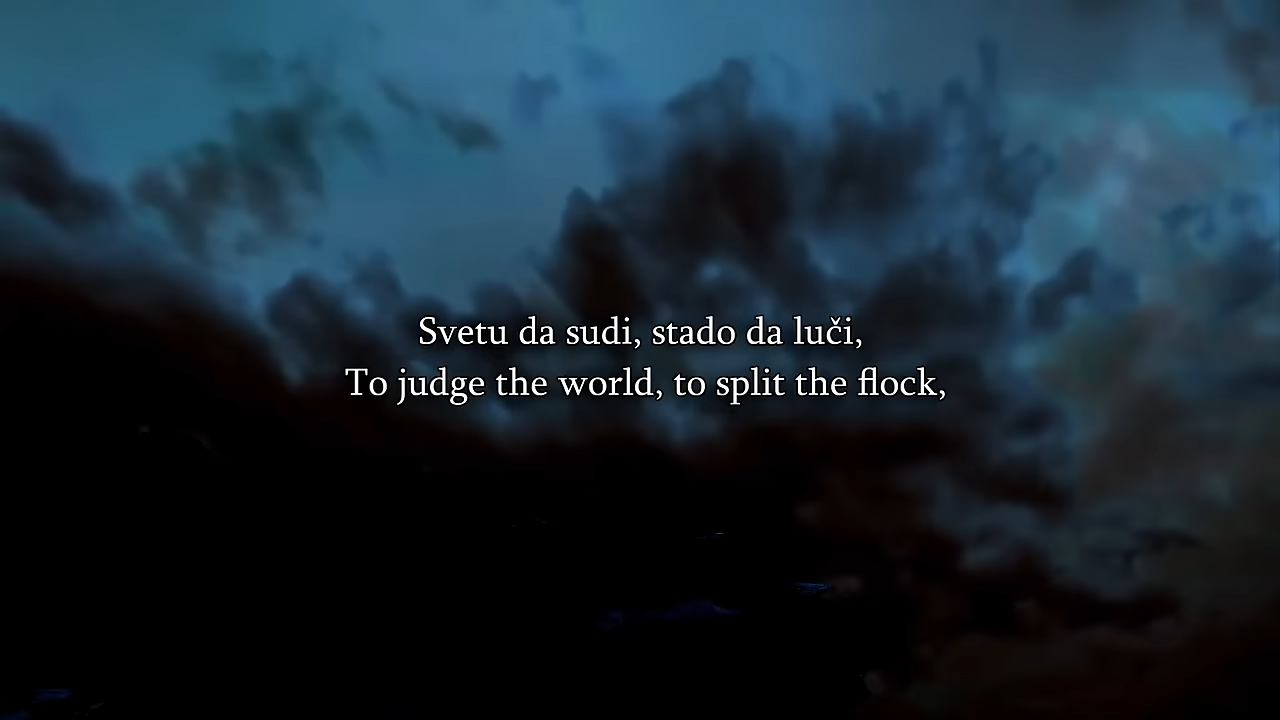 Svetu da sudi, stado da luči,
To judge the world, to split the flock,